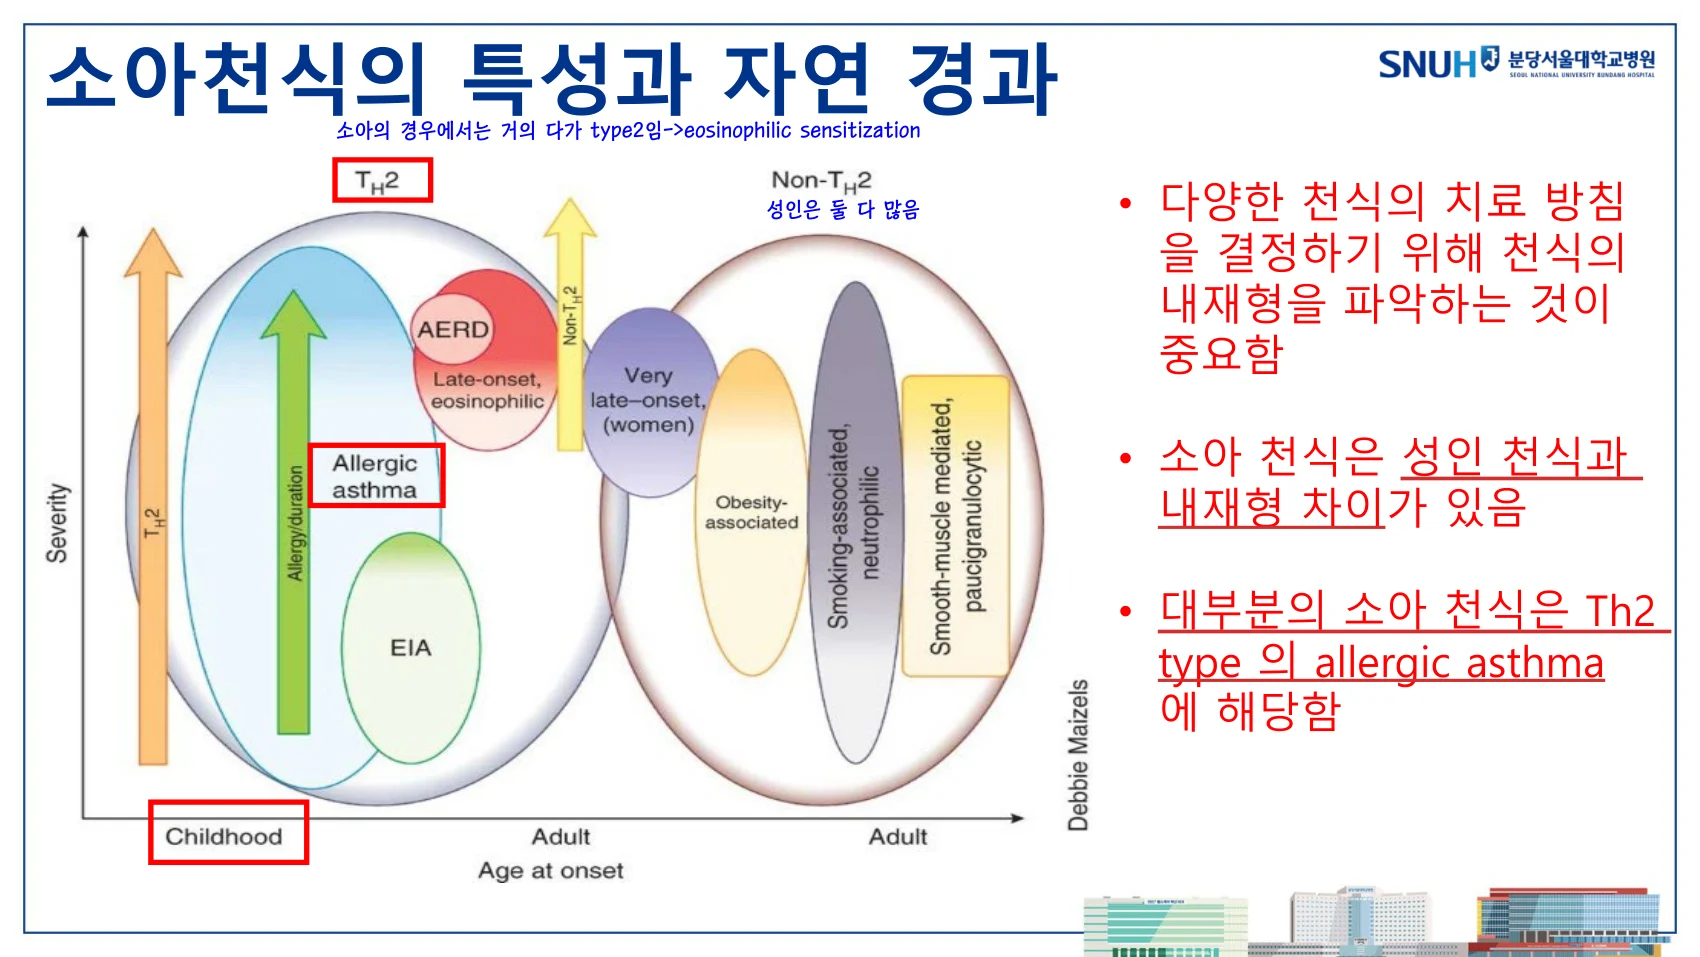 소아천식의 특성과 자연 경과
SNUH 분당서울대학교병원
SEOUL NATIONAL UNIVERSITY BUNDANG HOSPITAL
소아의 경우에서는 거의 다가 type2임->eosinophilic sensitization
TH2
Non-TH2
성인은 둘 다 많음
Severity
TH2
Allergy/duration
Allergic
asthma
EIA
AERD
Late-onset,
eosinophilic
Non-TH2
Very
late–onset,
(women)
Obesity-
associated
Smoking-associated,
neutrophilic
Smooth-muscle mediated,
paucigranulocytic
Childhood
Adult
Adult
Age at onset
Debbie Maizels
• 다양한 천식의 치료 방침
을 결정하기 위해 천식의
내재형을 파악하는 것이
중요함
• 소아 천식은 성인 천식과
내재형 차이가 있음
• 대부분의 소아 천식은 Th2
type 의 allergic asthma
에 해당함